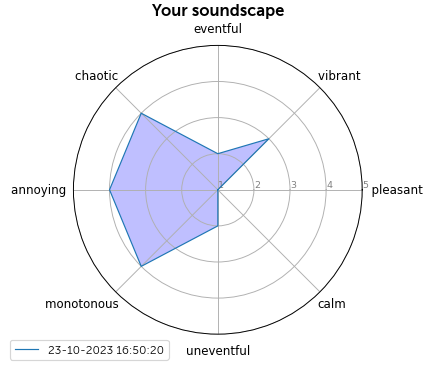 Your soundscape
eventful
chaotic
vibrant
annoying
1
2
3
4
5
pleasant
monotonous
calm
23-10-2023 16:50:20
uneventful